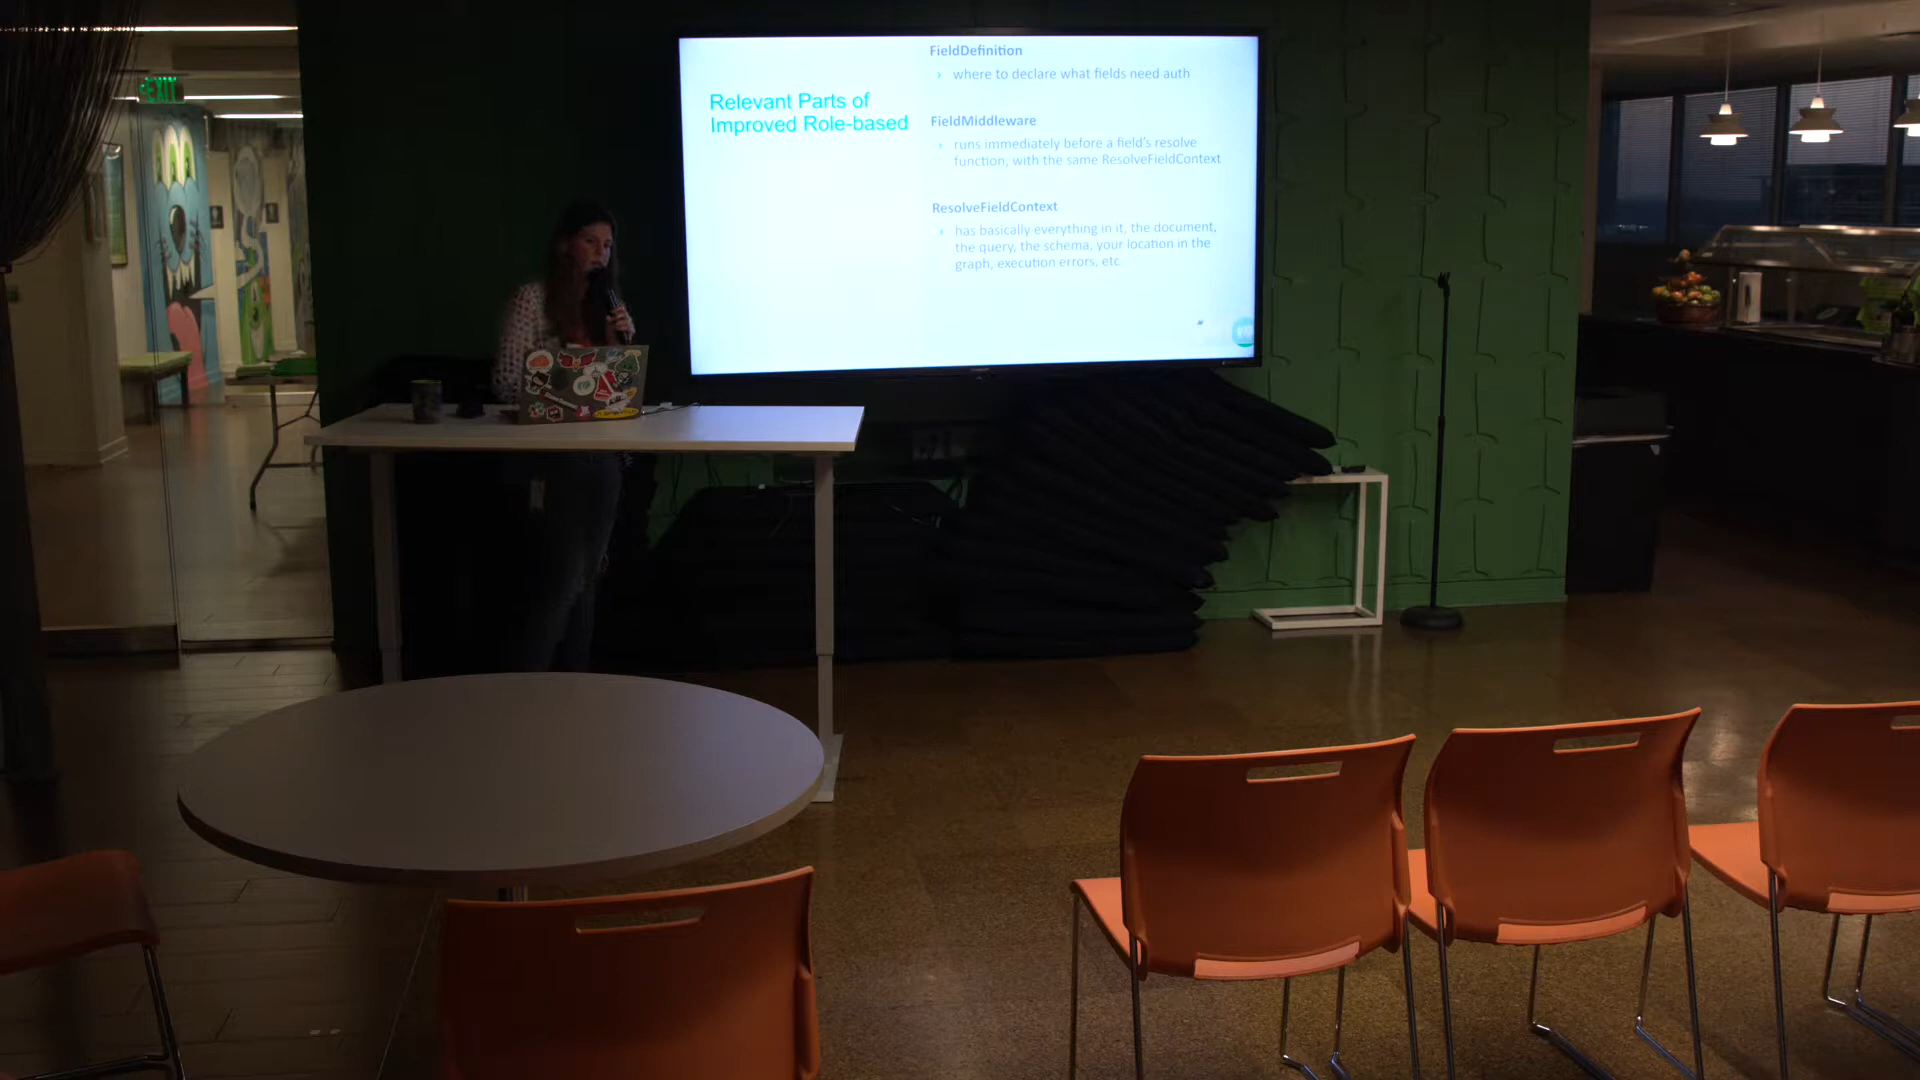 EXIT
Relevant Parts of
Improved Role-based
FieldDefinition
› where to declare what fields need auth
FieldMiddleware
› runs immediately before a field's resolve
function, with the same ResolveFieldContext
ResolveFieldContext
› has basically everything in it, the document,
the query, the schema, your location in the
graph, execution errors, etc